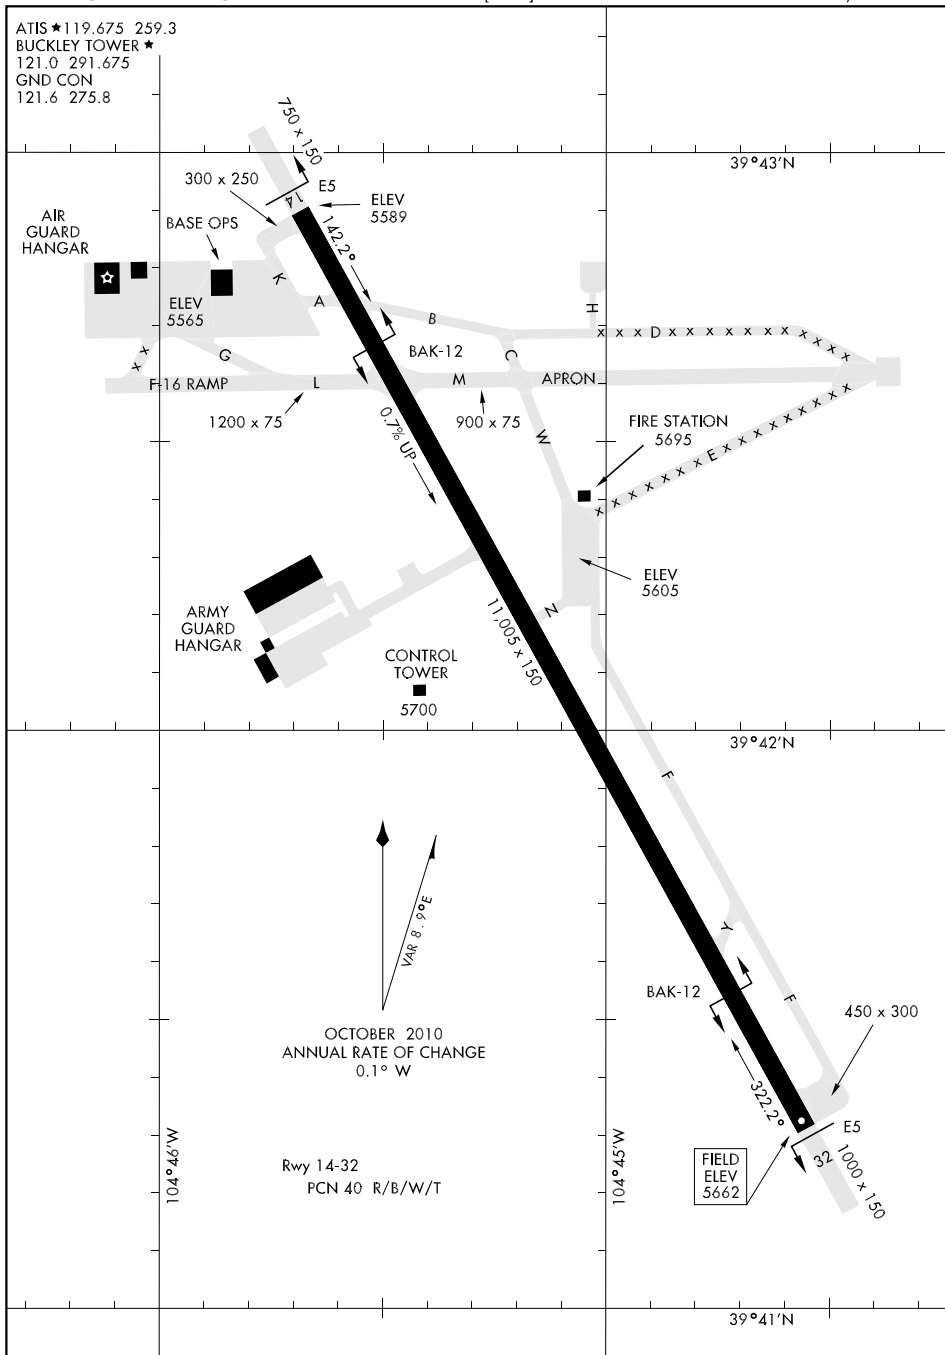 ATIS ★ 119.675 259.3
BUCKLEY TOWER ★
121.0 291.675
GND CON
121.6 275.8
750 x 150
39°43'N
300 x 250
E5
14
ELEV
5589
AIR
GUARD
HANGAR
BASE OPS
142.2°
K
ELEV
5565
A
B
H
x x x x D x x x x x x x x x x x
x x
G
BAK-12
C
F-16 RAMP
L
M
APRON
1200 x 75
900 x 75
0.7% UP
W
FIRE STATION
5695
x x x x x x x E x x x x x x x x x
ELEV
5605
ARMY
GUARD
HANGAR
11,005 x 150
N
CONTROL
TOWER
5700
39°42'N
F
VAR 8.9°E
Y
BAK-12
F
450 x 300
OCTOBER 2010
ANNUAL RATE OF CHANGE
0.1° W
322.2°
E5
32
1000 x 150
104°46'W
104°45'W
Rwy 14-32
PCN 40 R/B/W/T
FIELD
ELEV
5662
39°41'N